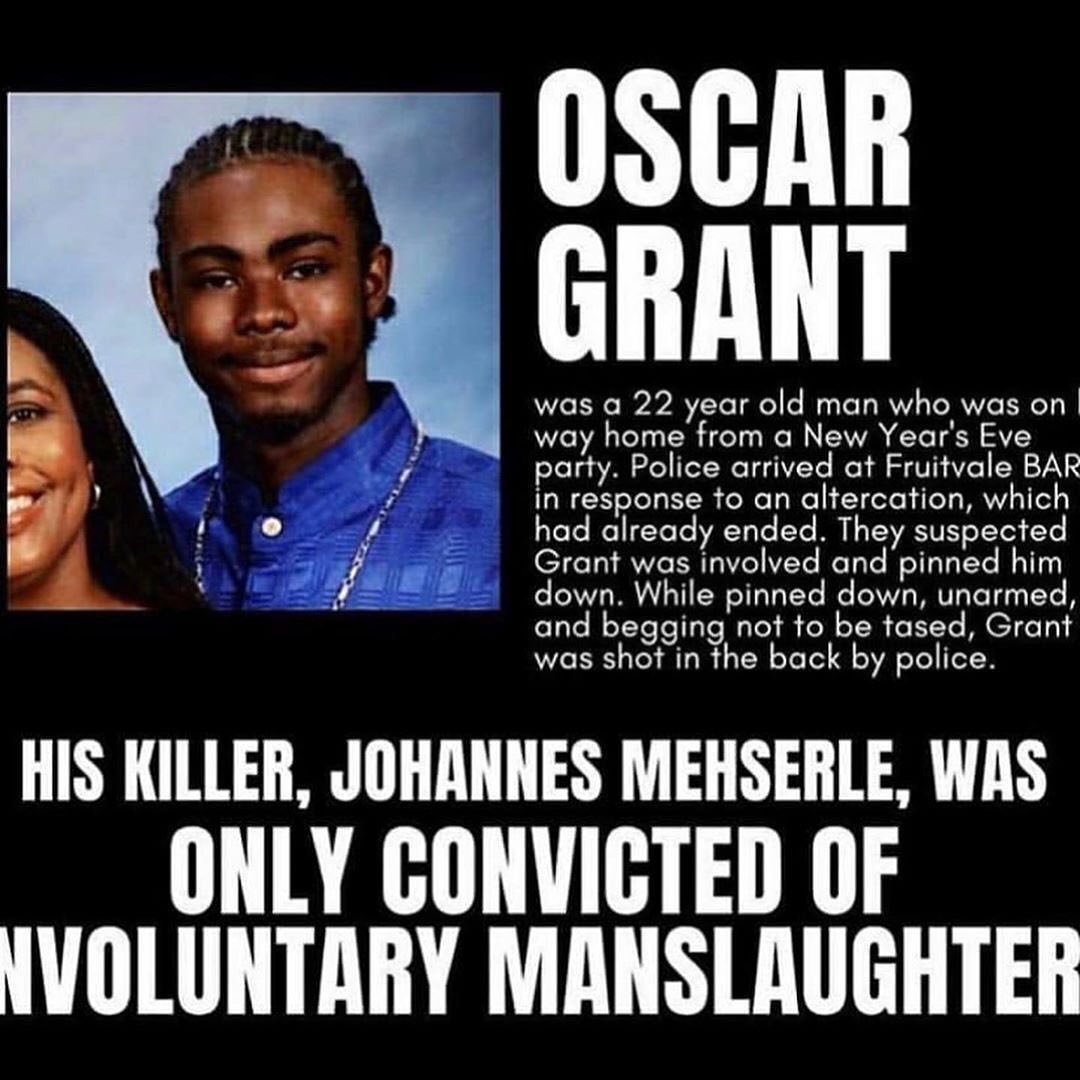 OSCAR
GRANT
was a 22 year old man who was on
way home from a New Year's Eve
party. Police arrived at Fruitvale BAR
in response to an altercation, which
had already ended. They suspected
Grant was involved and pinned him
down. While pinned down, unarmed,
and begging not to be tased, Grant
was shot in the back by police.
HIS KILLER, JOHANNES MEHSERLE, WAS
ONLY CONVICTED OF
NVOLUNTARY MANSLAUGHTER